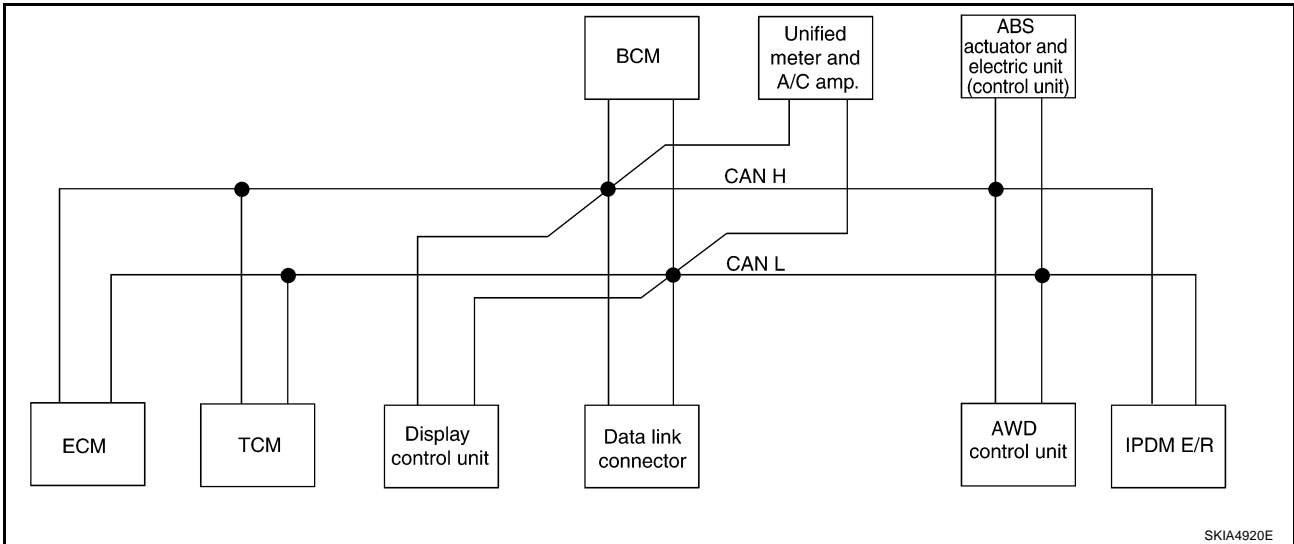 BCM
Unified
meter and
A/C amp.
ABS
actuator and
electric unit
(control unit)
CAN H
CAN L
ECM
TCM
Display
control unit
Data link
connector
AWD
control unit
IPDM E/R
SKIA4920E